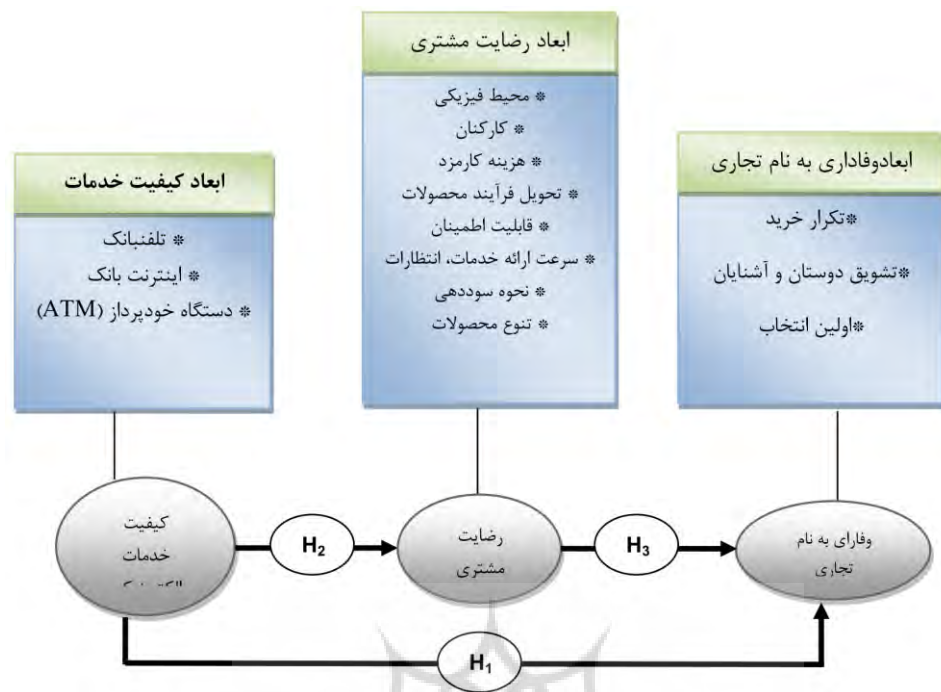 ابعاد رضایت مشتری
* محیط فیزیکی
* کارکنان
* هزینه کارمزد
* تحویل فرآیند محصولات
* قابلیت اطمینان
* سرعت ارائه خدمات، انتظارات
* نحوه سوددهی
* تنوع محصولات
ابعادوفاداری به نام تجاری
*تکرار خرید
*تشویق دوستان و آشنایان
*اولین انتخاب
ابعاد کیفیت خدمات
* تلفنبانک
* اینترنت بانک
* دستگاه خودپرداز (ATM)
کیفیت
خدمات
H2
رضایت
مشتری
H3
وفارای به نام
تجاری
H1